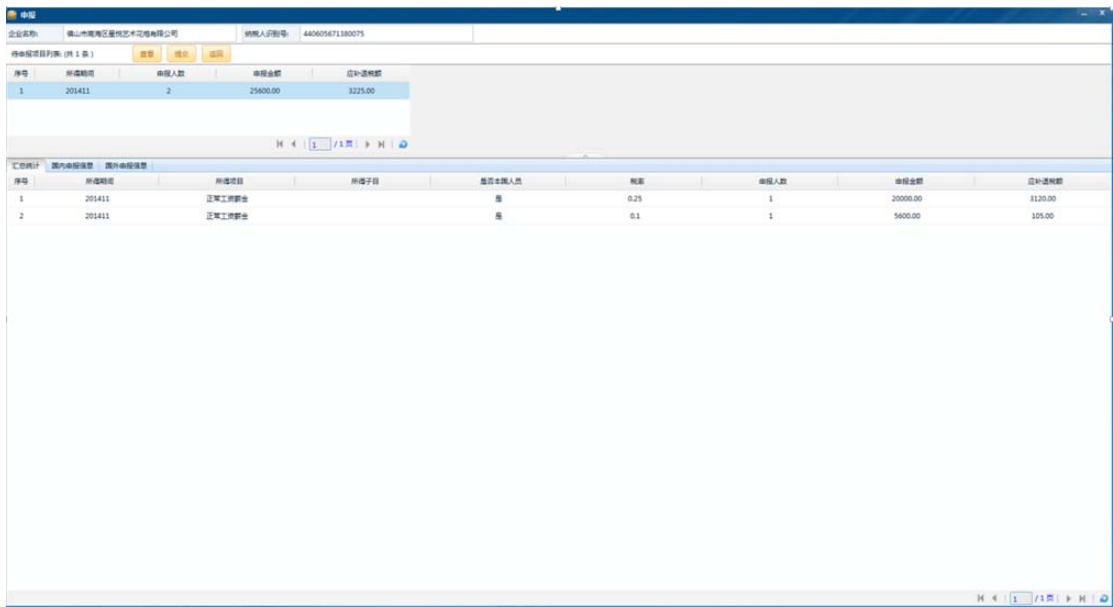 申报
企业名称: 佛山市南海区星悦艺术花炮有限公司 纳税人识别号: 440605671380075
待申报项目列表 (共 1 条) 查看 提交 返回
序号 所得期间 申报人数 申报金额 应补退税额
1 201411 2 25600.00 3225.00
1 /1页
汇总统计 国内申报信息 国外申报信息
序号 所得期间 所得项目 所得子目 是否本国人员 税率 申报人数 申报金额 应补退税额
1 201411 正常工资薪金 是 0.25 1 20000.00 3120.00
2 201411 正常工资薪金 是 0.1 1 5600.00 105.00
1 /1页